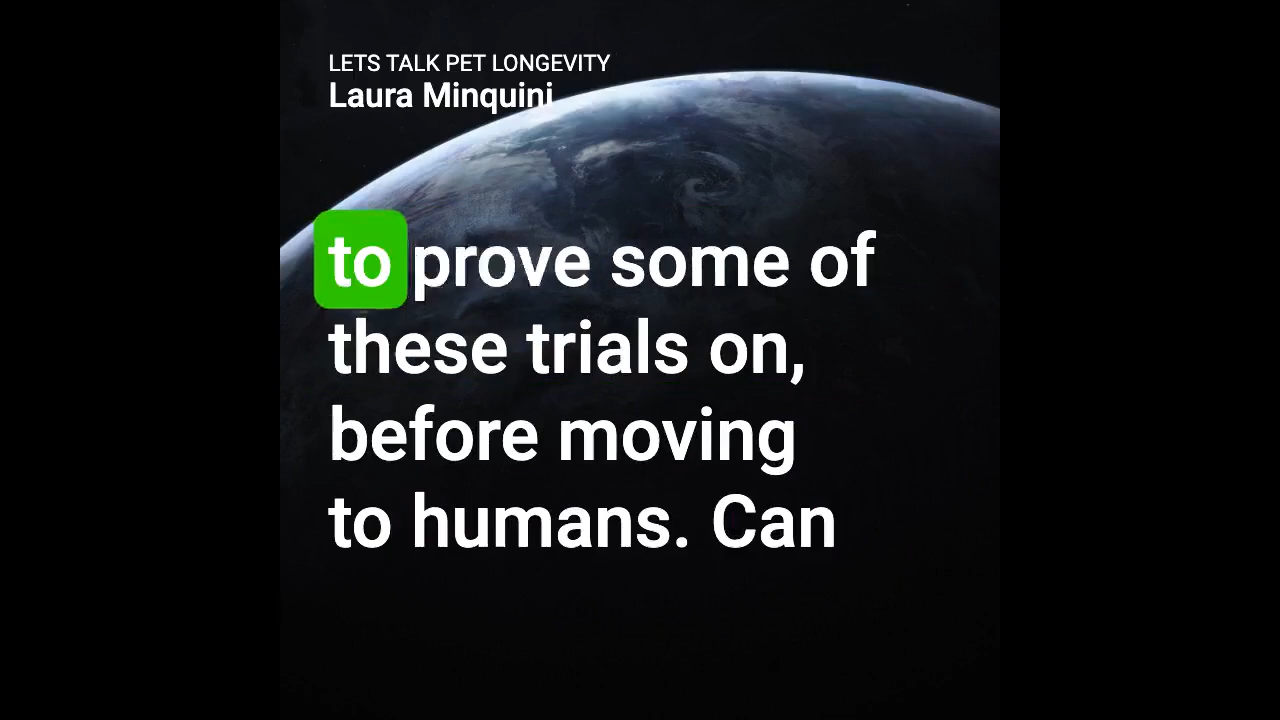 LETS TALK PET LONGEVITY
Laura Minquini
to prove some of
these trials on,
before moving
to humans. Can